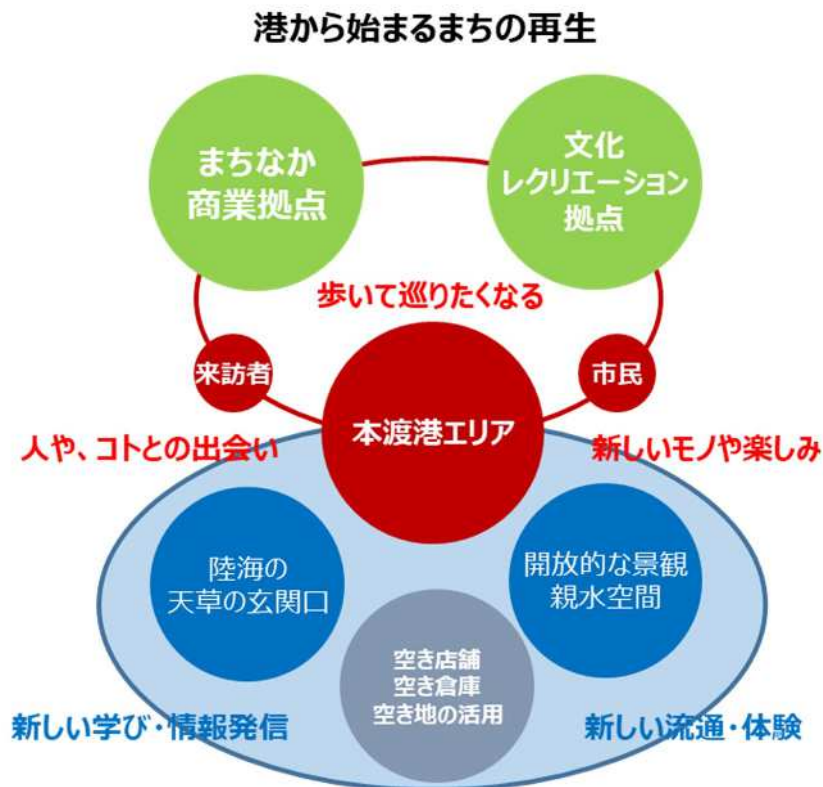 港から始まるまちの再生
まちなか
商業拠点
文化
レクリエーション
拠点
歩いて巡りたくなる
来訪者
市民
本渡港エリア
人や、コトとの出会い
新しいモノや楽しみ
陸海の
天草の玄関口
開放的な景観
親水空間
空き店舗
空き倉庫
空き地の活用
新しい学び・情報発信
新しい流通・体験